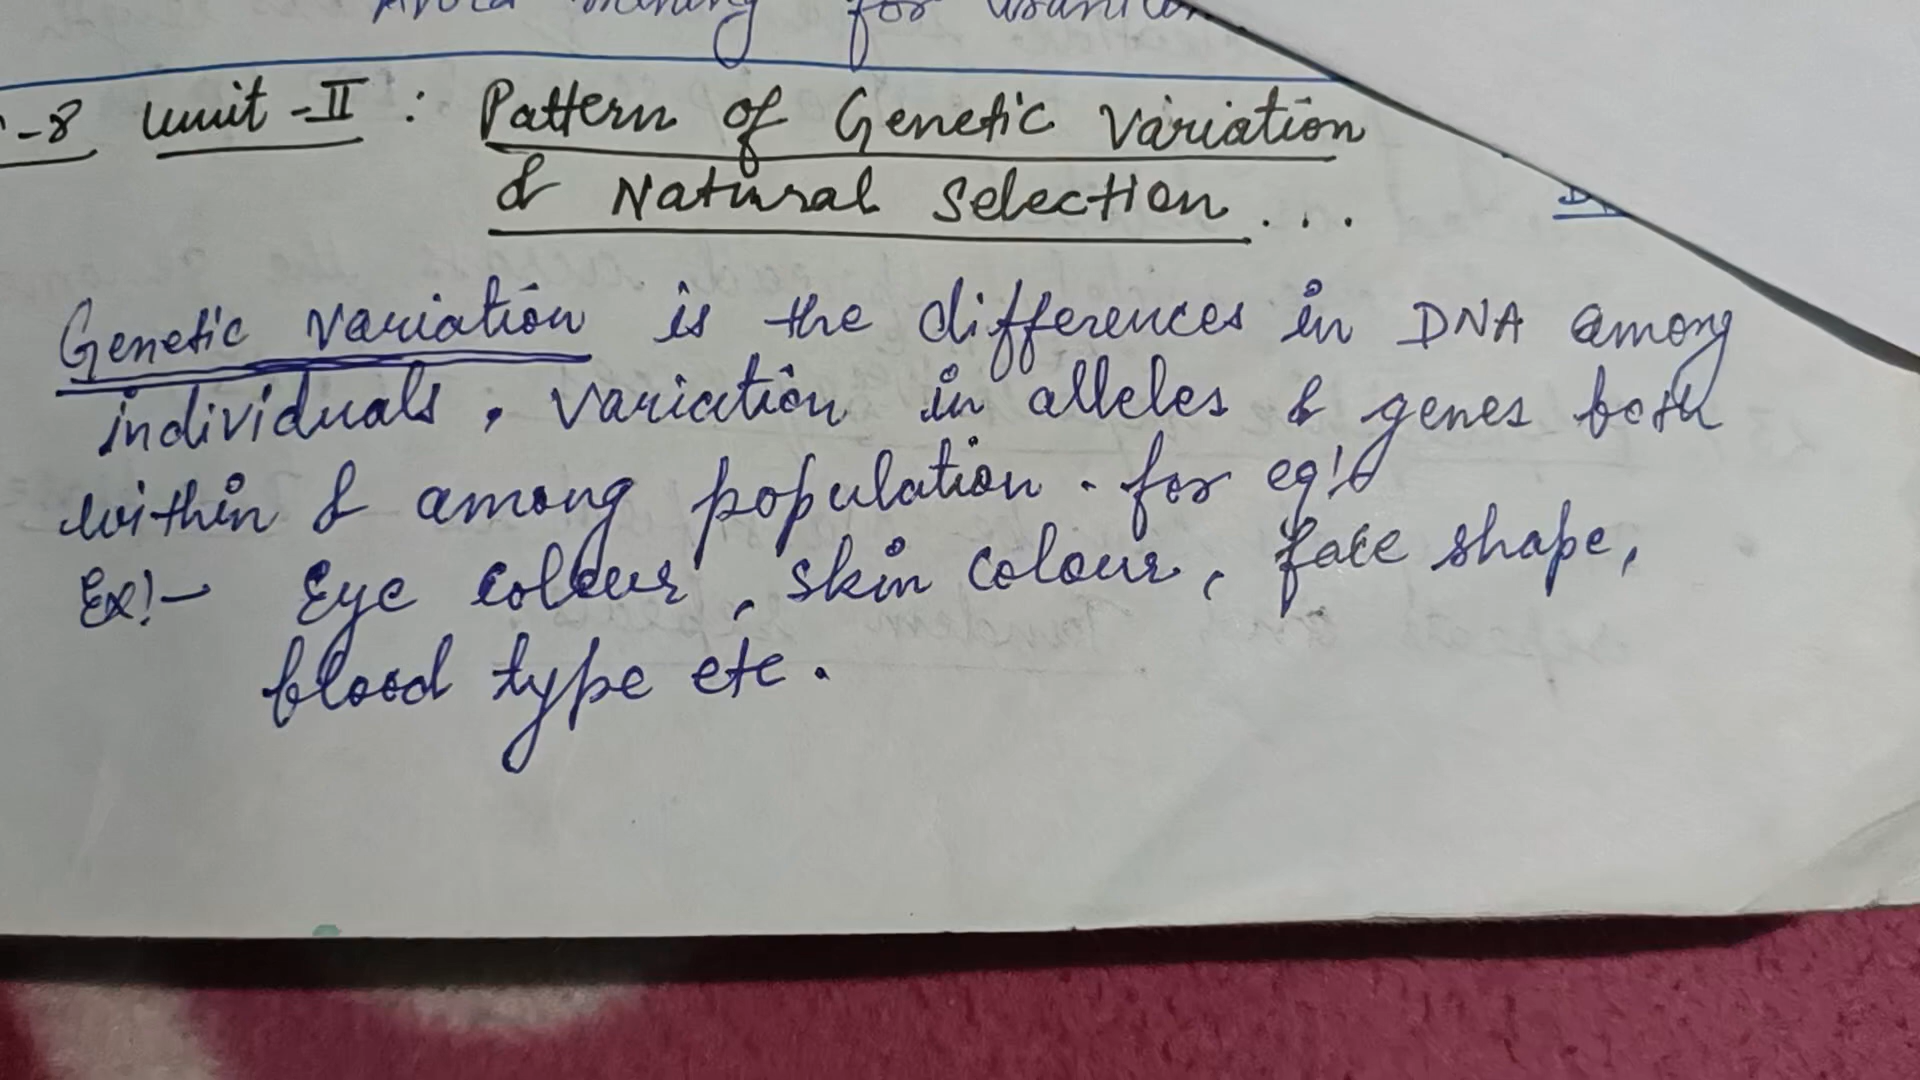 mining for
-8 Unit-II : Pattern of Genetic Variation
& Natural Selection...
Genetic variation is the differences in DNA among
individuals, variation in alleles & genes both
within & among population. for eg:
Ex:- Eye colour, skin colour, face shape,
blood type etc.